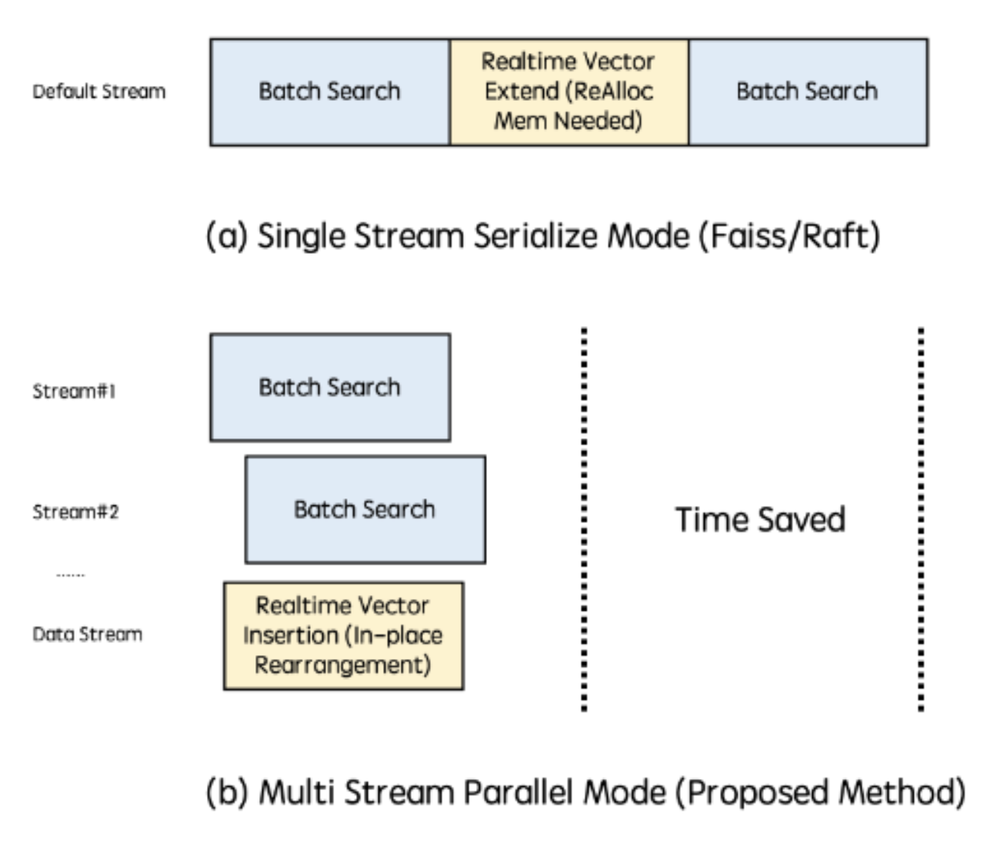 Default Stream
Batch Search
Realtime Vector
Extend (ReAlloc
Mem Needed)
Batch Search
(a) Single Stream Serialize Mode (Faiss/Raft)
Stream#1
Batch Search
Stream#2
Batch Search
Time Saved
.......
Data Stream
Realtime Vector
Insertion (In-place
Rearrangement)
(b) Multi Stream Parallel Mode (Proposed Method)